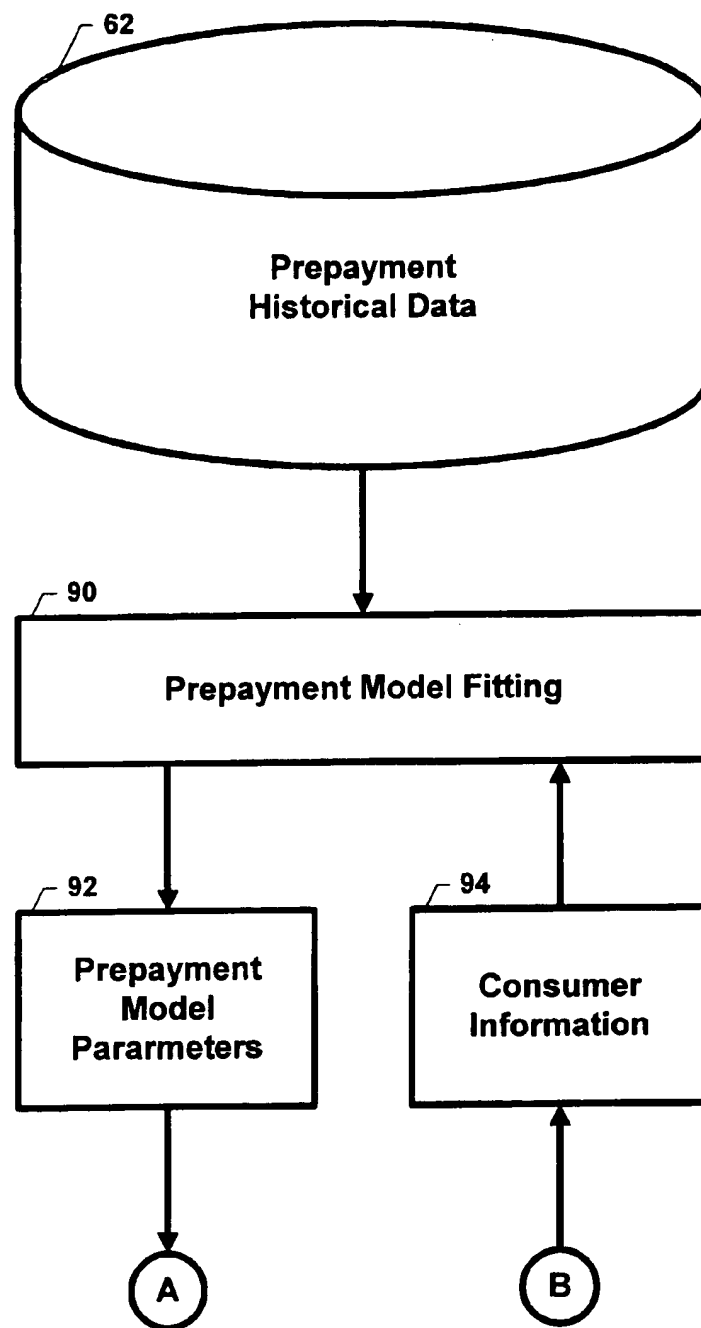 62
Prepayment
Historical Data
90
Prepayment Model Fitting
92
Prepayment
Model
Pararmeters
94
Consumer
Information
A
B